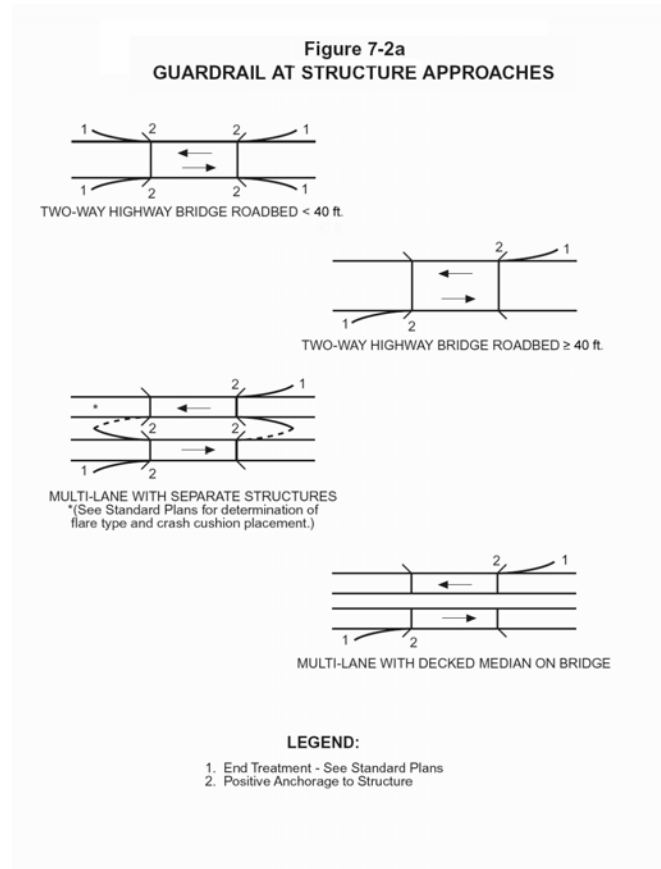 Figure 7-2a
GUARDRAIL AT STRUCTURE APPROACHES
1 2 2 1
1 2 2 1
TWO-WAY HIGHWAY BRIDGE ROADBED < 40 ft.
2 1
1 2
TWO-WAY HIGHWAY BRIDGE ROADBED ≥ 40 ft.
2 1
*
2 2
1 2
MULTI-LANE WITH SEPARATE STRUCTURES
*(See Standard Plans for determination of
flare type and crash cushion placement.)
2 1
1 2
MULTI-LANE WITH DECKED MEDIAN ON BRIDGE
LEGEND:
1. End Treatment - See Standard Plans
2. Positive Anchorage to Structure